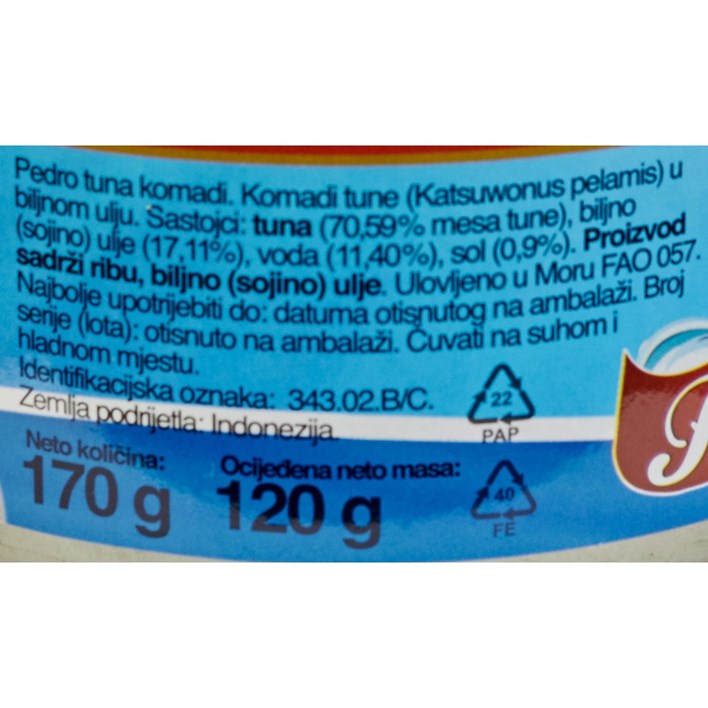 Pedro tuna komadi. Komadi tune (Katsuwonus pelamis) u
biljnom ulju. Sastojci: tuna (70,59% mesa tune), biljno
(sojino) ulje (17,11%), voda (11,40%), sol (0,9%). Proizvod
sadrži ribu, biljno (sojino) ulje. Ulovljeno u Moru FAO 057.
Najbolje upotrijebiti do: datuma otisnutog na ambalaži. Broj
serije (lota): otisnuto na ambalaži. Čuvati na suhom i
hladnom mjestu.
Identifikacijska oznaka: 343.02.B/C.
Zemlja podrijetla: Indonezija
22
PAP
Neto količina:
170 g
Ocijeđena neto masa:
120 g
40
FE